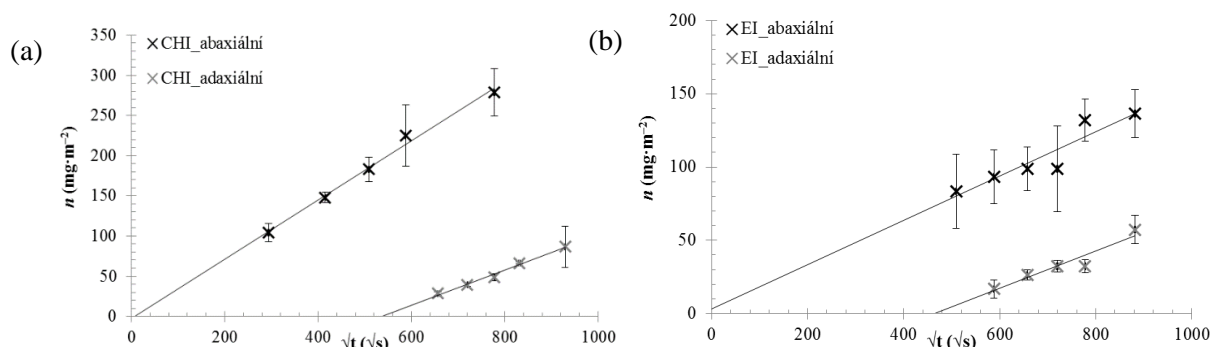 (a)
350
300
250
200
150
100
50
0
n (mg·m⁻²)
CHI_abaxiální
CHI_adaxiální
0 200 400 600 800 1000
√t (√s)
(b)
200
150
100
50
0
n (mg·m⁻²)
EI_abaxiální
EI_adaxiální
0 200 400 600 800 1000
√t (√s)